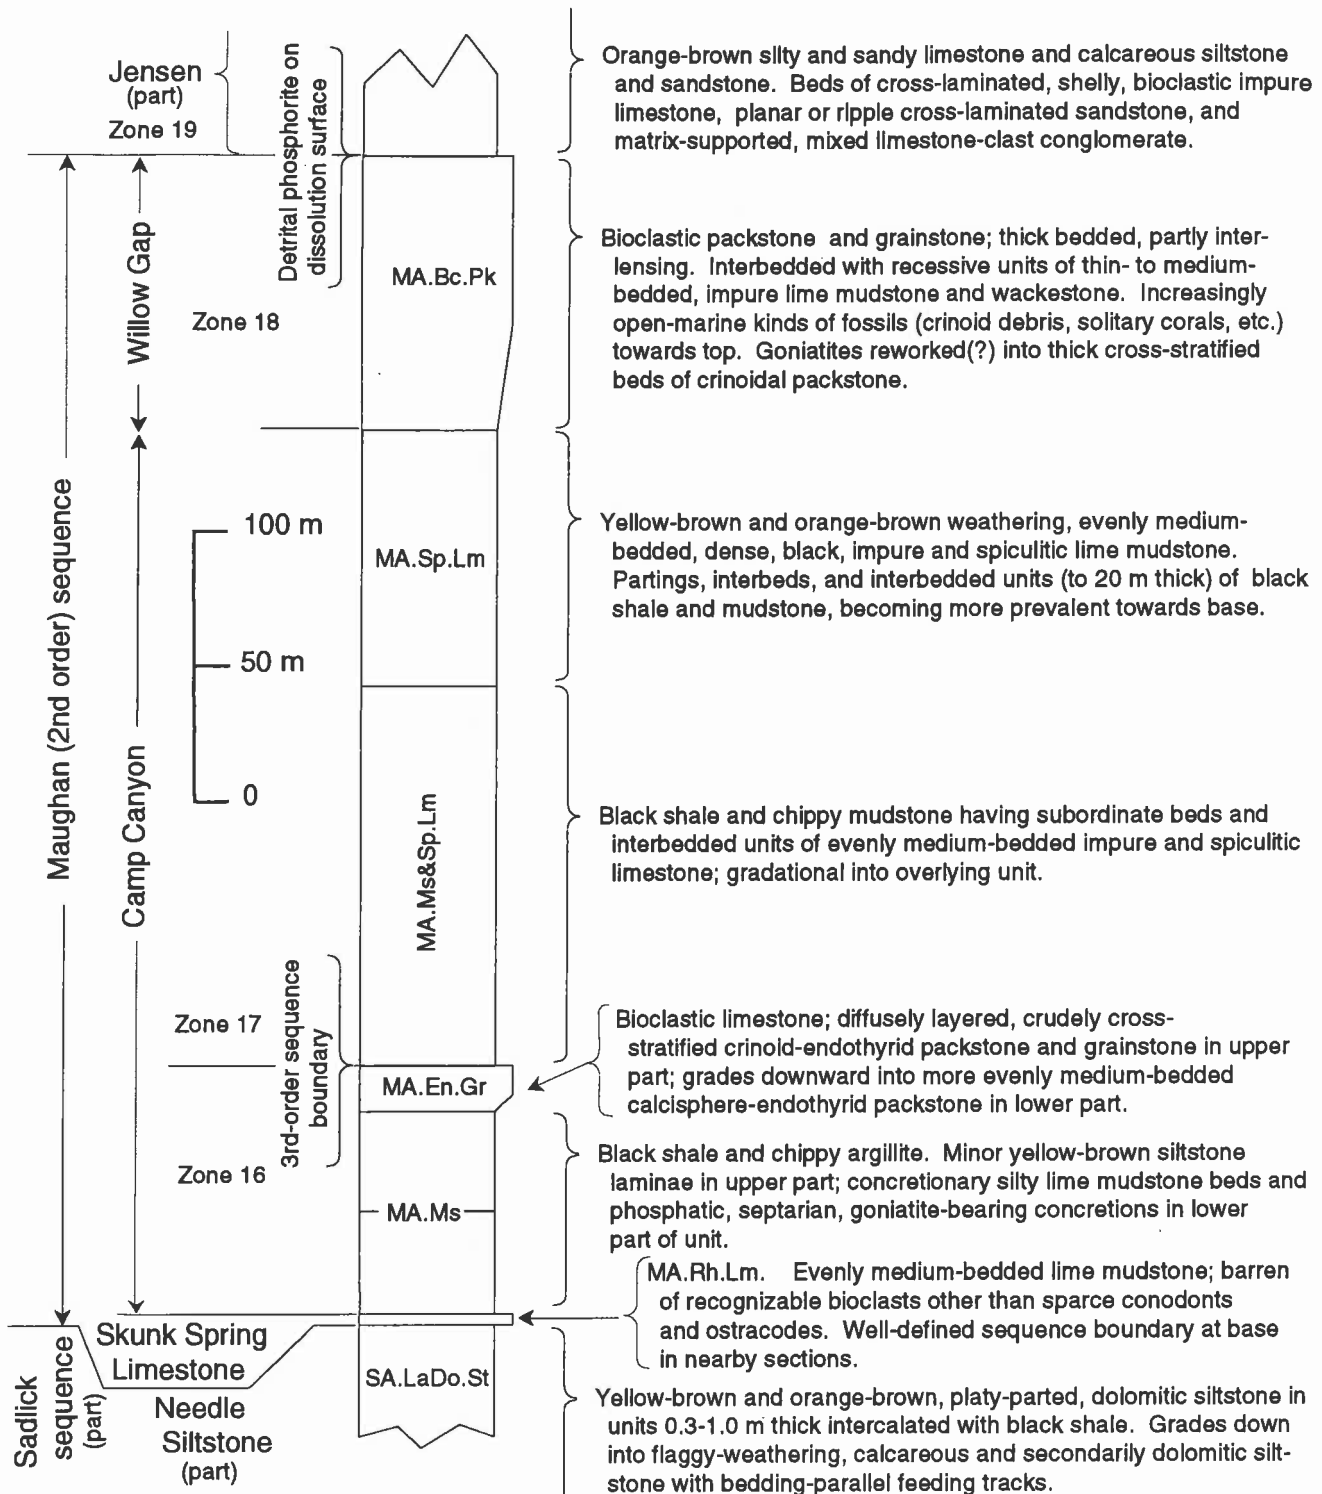 Jensen
(part)
Zone 19
Detrital phosphorite on
dissolution surface
Orange-brown silty and sandy limestone and calcareous siltstone
and sandstone. Beds of cross-laminated, shelly, bioclastic impure
limestone, planar or ripple cross-laminated sandstone, and
matrix-supported, mixed limestone-clast conglomerate.
Maughan (2nd order) sequence
Willow Gap
Zone 18
MA.Bc.Pk
Bioclastic packstone and grainstone; thick bedded, partly inter-
lensing. Interbedded with recessive units of thin- to medium-
bedded, impure lime mudstone and wackestone. Increasingly
open-marine kinds of fossils (crinoid debris, solitary corals, etc.)
towards top. Goniatites reworked(?) into thick cross-stratified
beds of crinoidal packstone.
Camp Canyon
100 m
50 m
0
MA.Sp.Lm
Yellow-brown and orange-brown weathering, evenly medium-
bedded, dense, black, impure and spiculitic lime mudstone.
Partings, interbeds, and interbedded units (to 20 m thick) of black
shale and mudstone, becoming more prevalent towards base.
MA.Ms&Sp.Lm
Black shale and chippy mudstone having subordinate beds and
interbedded units of evenly medium-bedded impure and spiculitic
limestone; gradational into overlying unit.
Zone 17
3rd-order sequence
boundary
MA.En.Gr
Bioclastic limestone; diffusely layered, crudely cross-
stratified crinoid-endothyrid packstone and grainstone in upper
part; grades downward into more evenly medium-bedded
calcisphere-endothyrid packstone in lower part.
Zone 16
MA.Ms
Black shale and chippy argillite. Minor yellow-brown siltstone
laminae in upper part; concretionary silty lime mudstone beds and
phosphatic, septarian, goniatite-bearing concretions in lower
part of unit.
MA.Rh.Lm. Evenly medium-bedded lime mudstone; barren
of recognizable bioclasts other than sparce conodonts
and ostracodes. Well-defined sequence boundary at base
in nearby sections.
Sadlick
sequence
(part)
Skunk Spring
Limestone
Needle
Siltstone
(part)
SA.LaDo.St
Yellow-brown and orange-brown, platy-parted, dolomitic siltstone in
units 0.3-1.0 m thick intercalated with black shale. Grades down
into flaggy-weathering, calcareous and secondarily dolomitic silt-
stone with bedding-parallel feeding tracks.